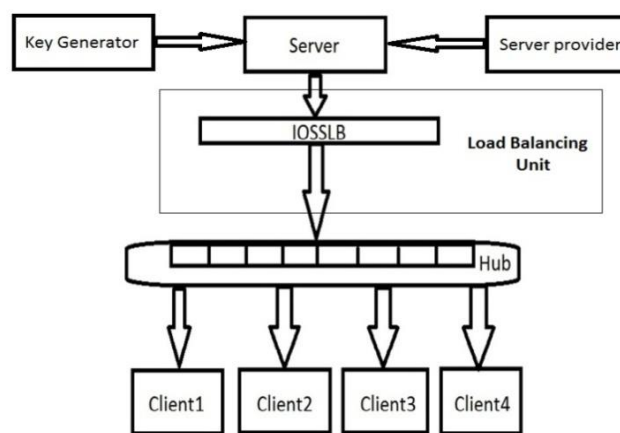 Key Generator
Server
Server provider
IOSSLB
Load Balancing
Unit
Hub
Client1
Client2
Client3
Client4